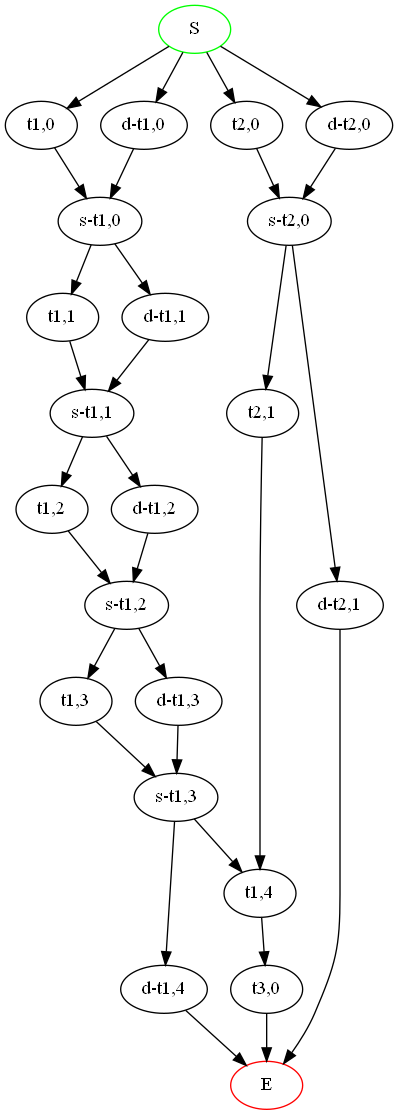 S
t1,0
d-t1,0
t2,0
d-t2,0
s-t1,0
s-t2,0
t1,1
d-t1,1
s-t1,1
t2,1
t1,2
d-t1,2
s-t1,2
d-t2,1
t1,3
d-t1,3
s-t1,3
t1,4
d-t1,4
t3,0
E